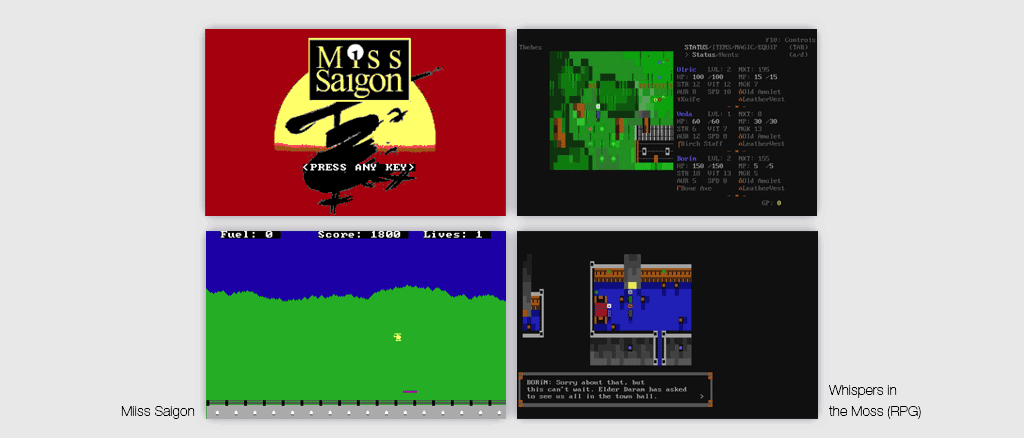 Miss
Saigon
<PRESS ANY KEY>
F10: Controls
Thebes
STATUS/ITEMS/MAGIC/EQUIP (TAB)
> Status/Hents (a/d)
Ulric LVL: 2 NXT: 195
HP: 100 /100 MP: 15 /15
STR 12 VIT 12 MGK 7
AUR 8 SPD 10 Old Amulet
Knife LeatherVest
Veda LVL: 1 NXT: 8
HP: 60 /60 MP: 30 /30
STR 6 VIT 7 MGK 13
AUR 12 SPD 8 Old Amulet
Birch Staff LeatherVest
Borin LVL: 2 NXT: 155
HP: 150 /150 MP: 5 /5
STR 18 VIT 13 MGK 5
AUR 5 SPD 8 Old Amulet
Bone Axe LeatherVest
GP: 0
Fuel: 0 Score: 1800 Lives: 1
BORiM: Sorry about that, but
this can't wait. Elder Daram has asked
to see us all in the town hall. >
Miiss Saigon
Whispers in
the Moss (RPG)